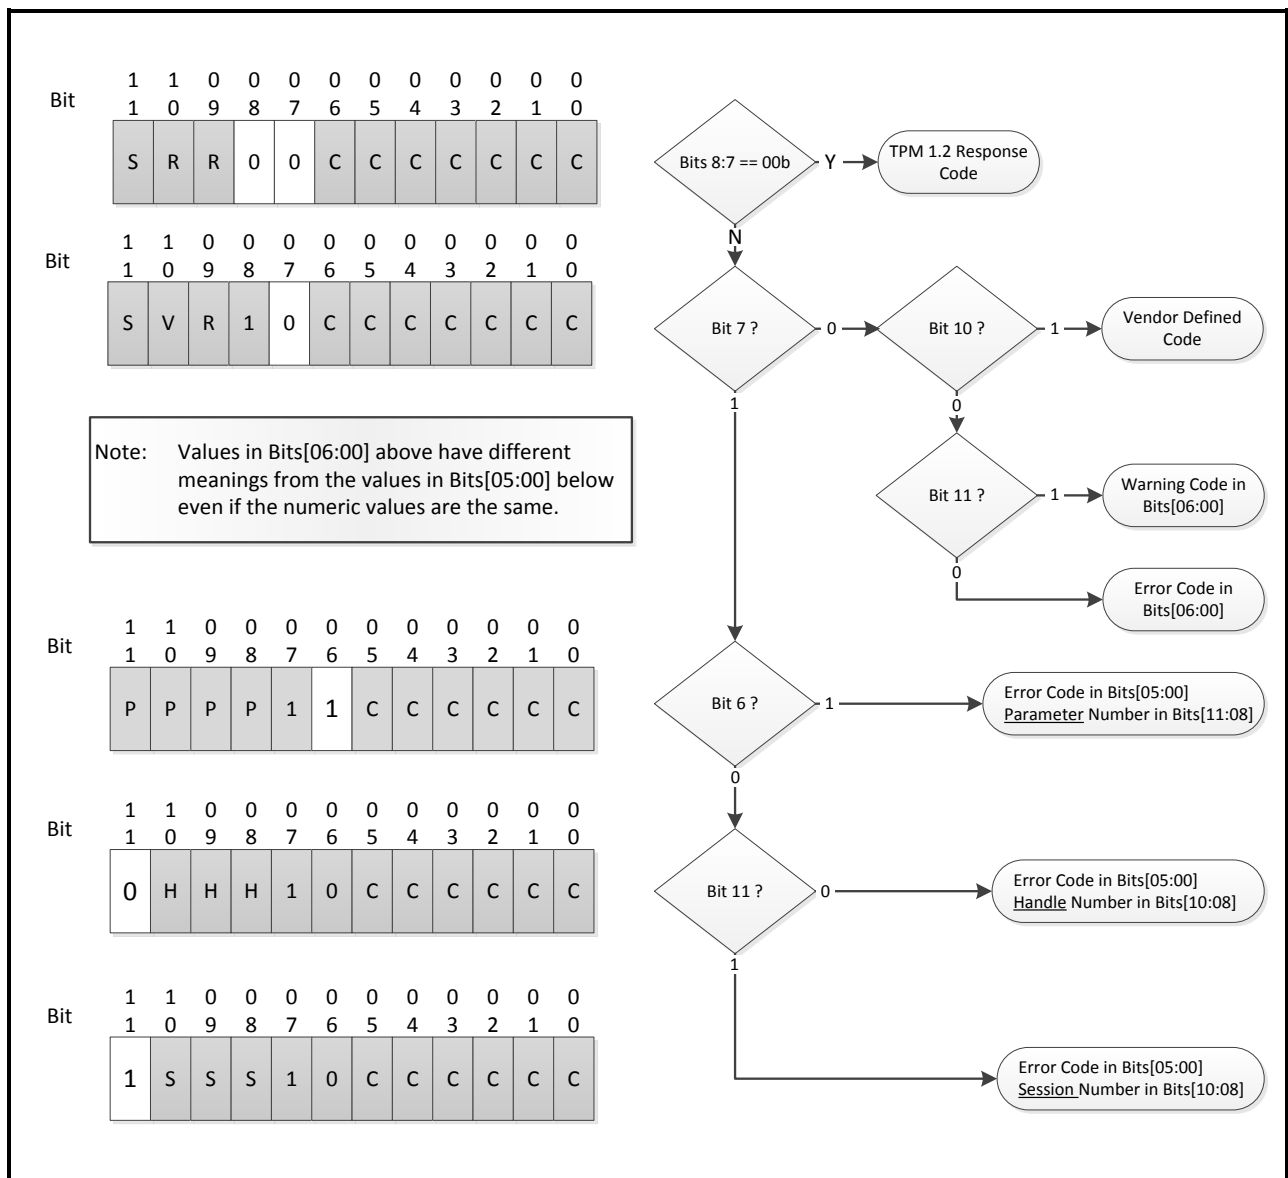 1 1 0 0 0 0 0 0 0 0 0 0
Bit
1 0 9 8 7 6 5 4 3 2 1 0
S R R 0 0 C C C C C C C
1 1 0 0 0 0 0 0 0 0 0 0
Bit
1 0 9 8 7 6 5 4 3 2 1 0
S V R 1 0 C C C C C C C
Note: Values in Bits[06:00] above have different
meanings from the values in Bits[05:00] below
even if the numeric values are the same.
1 1 0 0 0 0 0 0 0 0 0 0
Bit
1 0 9 8 7 6 5 4 3 2 1 0
P P P P 1 1 C C C C C C
1 1 0 0 0 0 0 0 0 0 0 0
Bit
1 0 9 8 7 6 5 4 3 2 1 0
0 H H H 1 0 C C C C C C
1 1 0 0 0 0 0 0 0 0 0 0
Bit
1 0 9 8 7 6 5 4 3 2 1 0
1 S S S 1 0 C C C C C C
Bits 8:7 == 00b
Y
TPM 1.2 Response
Code
N
Bit 7 ?
0
Bit 10 ?
1
Vendor Defined
Code
1
0
Bit 11 ?
1
Warning Code in
Bits[06:00]
0
Error Code in
Bits[06:00]
Bit 6 ?
1
Error Code in Bits[05:00]
Parameter Number in Bits[11:08]
0
Bit 11 ?
0
Error Code in Bits[05:00]
Handle Number in Bits[10:08]
1
Error Code in Bits[05:00]
Session Number in Bits[10:08]